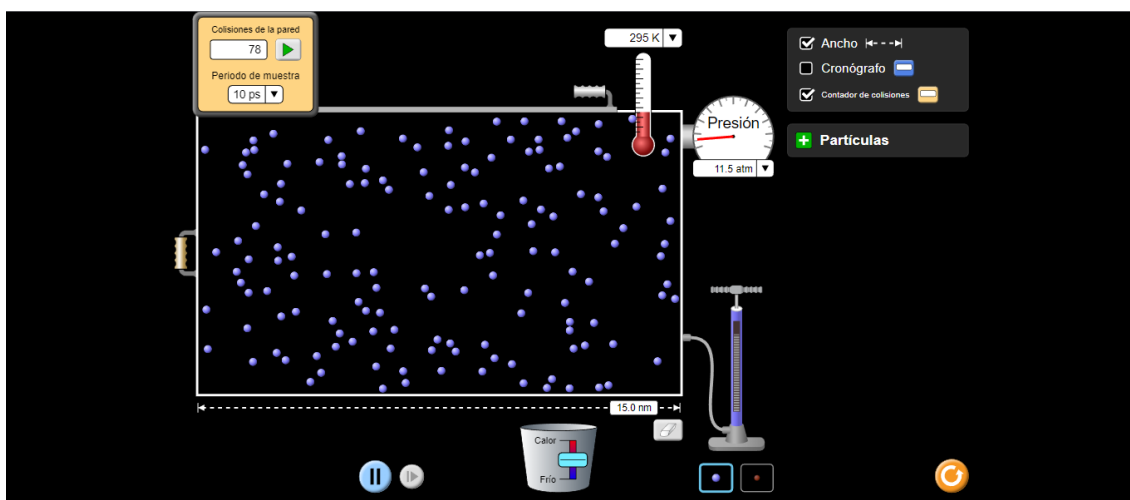 Colisiones de la pared
78
Periodo de muestra
10 ps
295 K
Presión
11.5 atm
Ancho
Cronógrafo
Contador de colisiones
Partículas
15.0 nm
Calor
Frío